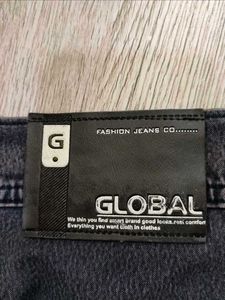 G
FASHION JEANS CO........
GLOBAL
We thin you find smart brand good looks.rest comfort
Everything you want cloth in clothes